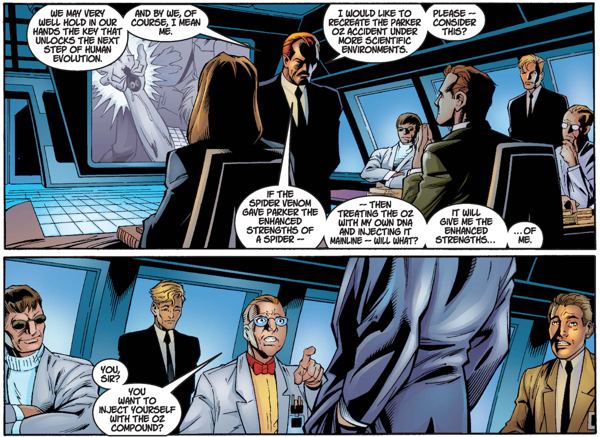 WE MAY VERY
WELL HOLD IN OUR
HANDS THE KEY THAT
UNLOCKS THE NEXT
STEP OF HUMAN
EVOLUTION.
AND BY WE, OF
COURSE, I MEAN
ME.
I WOULD LIKE TO
RECREATE THE PARKER
OZ ACCIDENT UNDER
MORE SCIENTIFIC
ENVIRONMENTS.
PLEASE --
CONSIDER
THIS?
IF THE
SPIDER VENOM
GAVE PARKER THE
ENHANCED
STRENGTHS OF
A SPIDER --
-- THEN
TREATING THE OZ
WITH MY OWN DNA
AND INJECTING IT
MAINLINE -- WILL WHAT?
IT WILL
GIVE ME THE
ENHANCED
STRENGTHS...
...OF
ME.
YOU,
SIR?
YOU
WANT TO
INJECT YOURSELF
WITH THE OZ
COMPOUND?